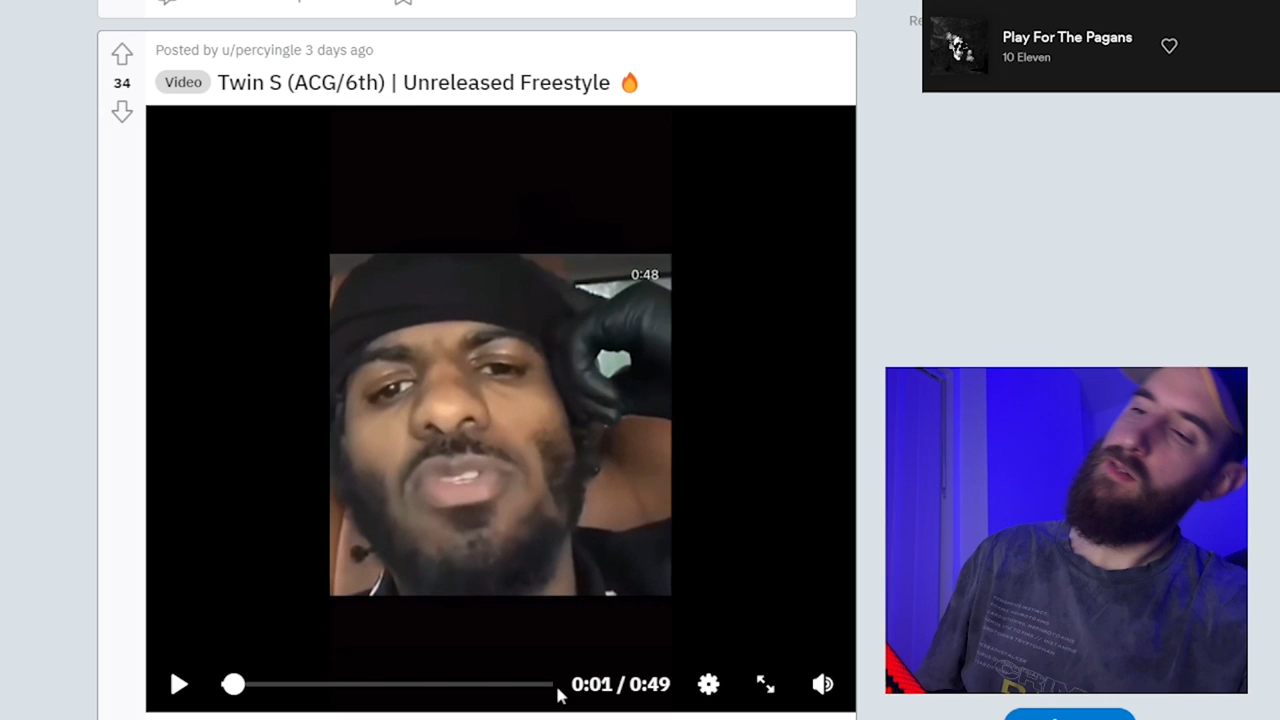 Posted by u/percyingle 3 days ago
34
Video Twin S (ACG/6th) | Unreleased Freestyle 🔥
Play For The Pagans
10 Eleven
0:48
0:01 / 0:49